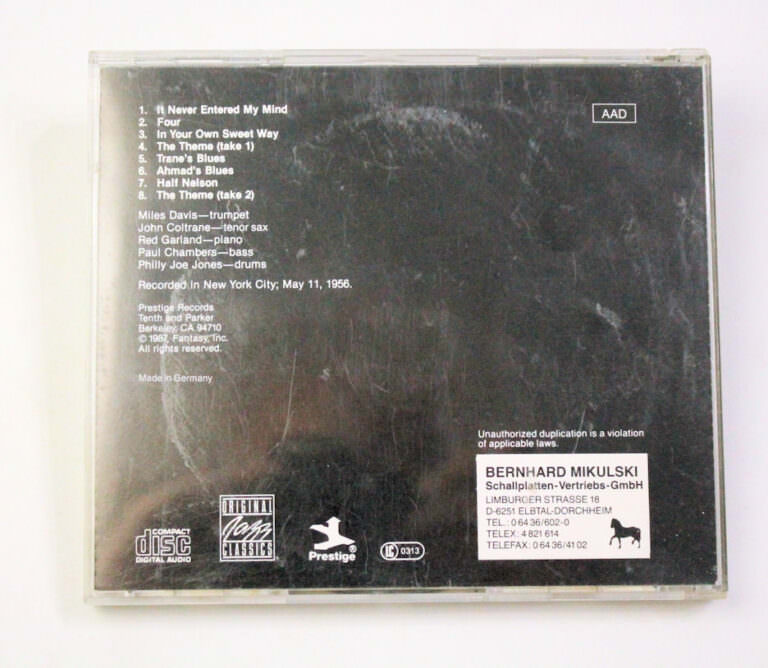 1. It Never Entered My Mind
2. Four
3. In Your Own Sweet Way
4. The Theme (take 1)
5. Trane's Blues
6. Ahmad's Blues
7. Half Nelson
8. The Theme (take 2)
AAD
Miles Davis—trumpet
John Coltrane—tenor sax
Red Garland—piano
Paul Chambers—bass
Philly Joe Jones—drums
Recorded in New York City; May 11, 1956.
Prestige Records
Tenth and Parker
Berkeley, CA 94710
© 1987, Fantasy, Inc.
All rights reserved.
Made in Germany
Unauthorized duplication is a violation
of applicable laws.
BERNHARD MIKULSKI
Schallplatten-Vertriebs-GmbH
LIMBURGER STRASSE 18
D-6251 ELBTAL-DORCHHEIM
TEL.: 0 64 36/602-0
TELEX: 4 821 614
TELEFAX: 0 64 36/41 02
COMPACT
disc
DIGITAL AUDIO
ORIGINAL
Jazz
CLASSICS
Prestige®
LC 0313